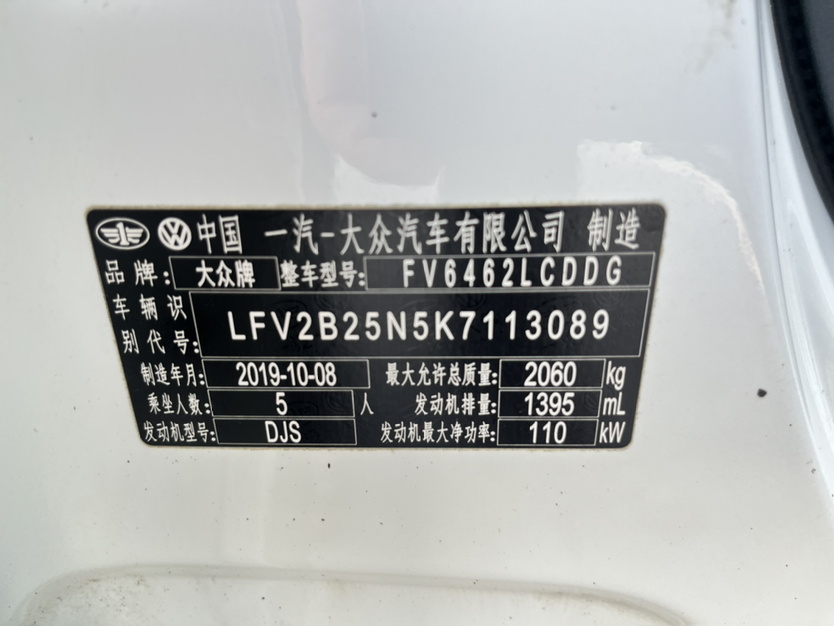 中国 一汽-大众汽车有限公司 制造
品牌: 大众牌 整车型号: FV6462LCDDG
车辆识别代号: LFV2B25N5K7113089
制造年月: 2019-10-08 最大允许总质量: 2060 kg
乘坐人数: 5 人 发动机排量: 1395 mL
发动机型号: DJS 发动机最大净功率: 110 kW